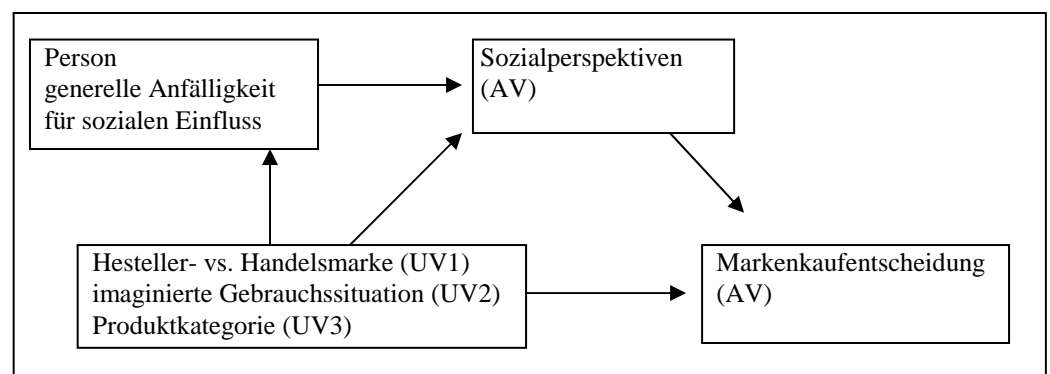 Person
generelle Anfälligkeit
für sozialen Einfluss
Sozialperspektiven
(AV)
Hesteller- vs. Handelsmarke (UV1)
imaginierte Gebrauchssituation (UV2)
Produktkategorie (UV3)
Markenkaufentscheidung
(AV)